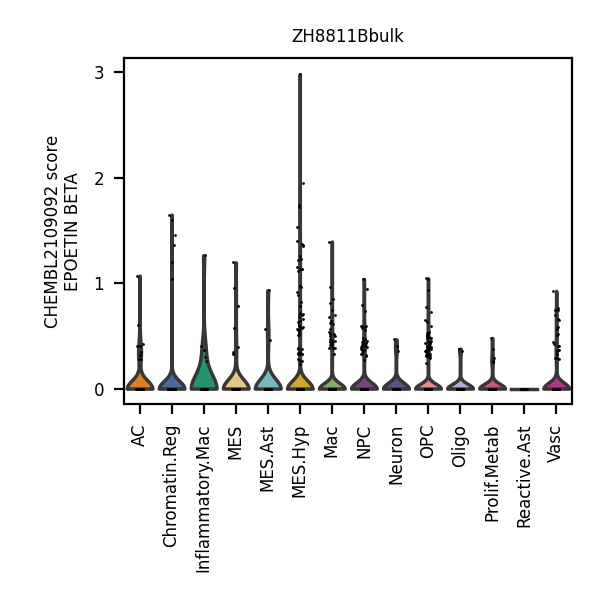 ZH8811Bbulk
CHEMBL2109092 score
EPOETIN BETA
3
2
1
0
AC
Chromatin.Reg
Inflammatory.Mac
MES
MES.Ast
MES.Hyp
Mac
NPC
Neuron
OPC
Oligo
Prolif.Metab
Reactive.Ast
Vasc